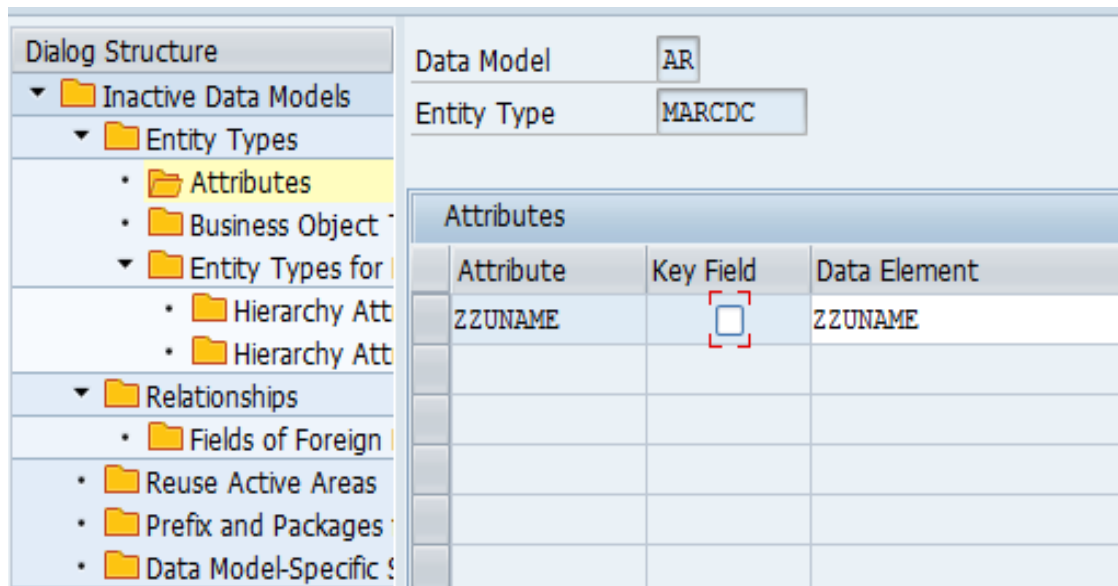 Dialog Structure
Inactive Data Models
Entity Types
Attributes
Business Object
Entity Types for
Hierarchy Att
Hierarchy Att
Relationships
Fields of Foreign
Reuse Active Areas
Prefix and Packages
Data Model-Specific
Data Model AR
Entity Type MARCDC
Attributes
Attribute Key Field Data Element
ZZUNAME ZZUNAME